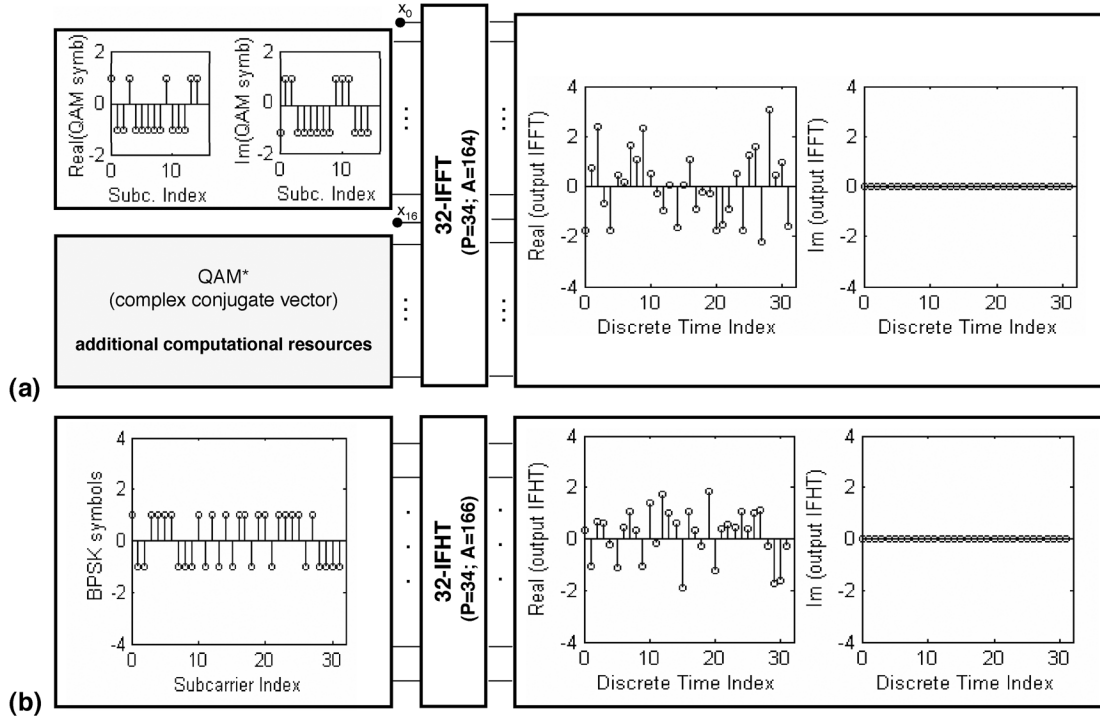 (a)
x0
Real(QAM symb)
2
0
-2
10
Subc. Index
Im(QAM symb)
2
0
-2
0
10
Subc. Index
x16
QAM*
(complex conjugate vector)
additional computational resources
32-IFFT
(P=34; A=164)
Real (output IFFT)
4
2
0
-2
-4
0
10
20
30
Discrete Time Index
Im (output IFFT)
4
2
0
-2
-4
0
10
20
30
Discrete Time Index
(b)
BPSK symbols
4
2
0
-2
-4
0
10
20
30
Subcarrier Index
32-IFHT
(P=34; A=166)
Real (output IFHT)
4
2
0
-2
-4
0
10
20
30
Discrete Time Index
Im (output IFHT)
4
2
0
-2
-4
0
10
20
30
Discrete Time Index